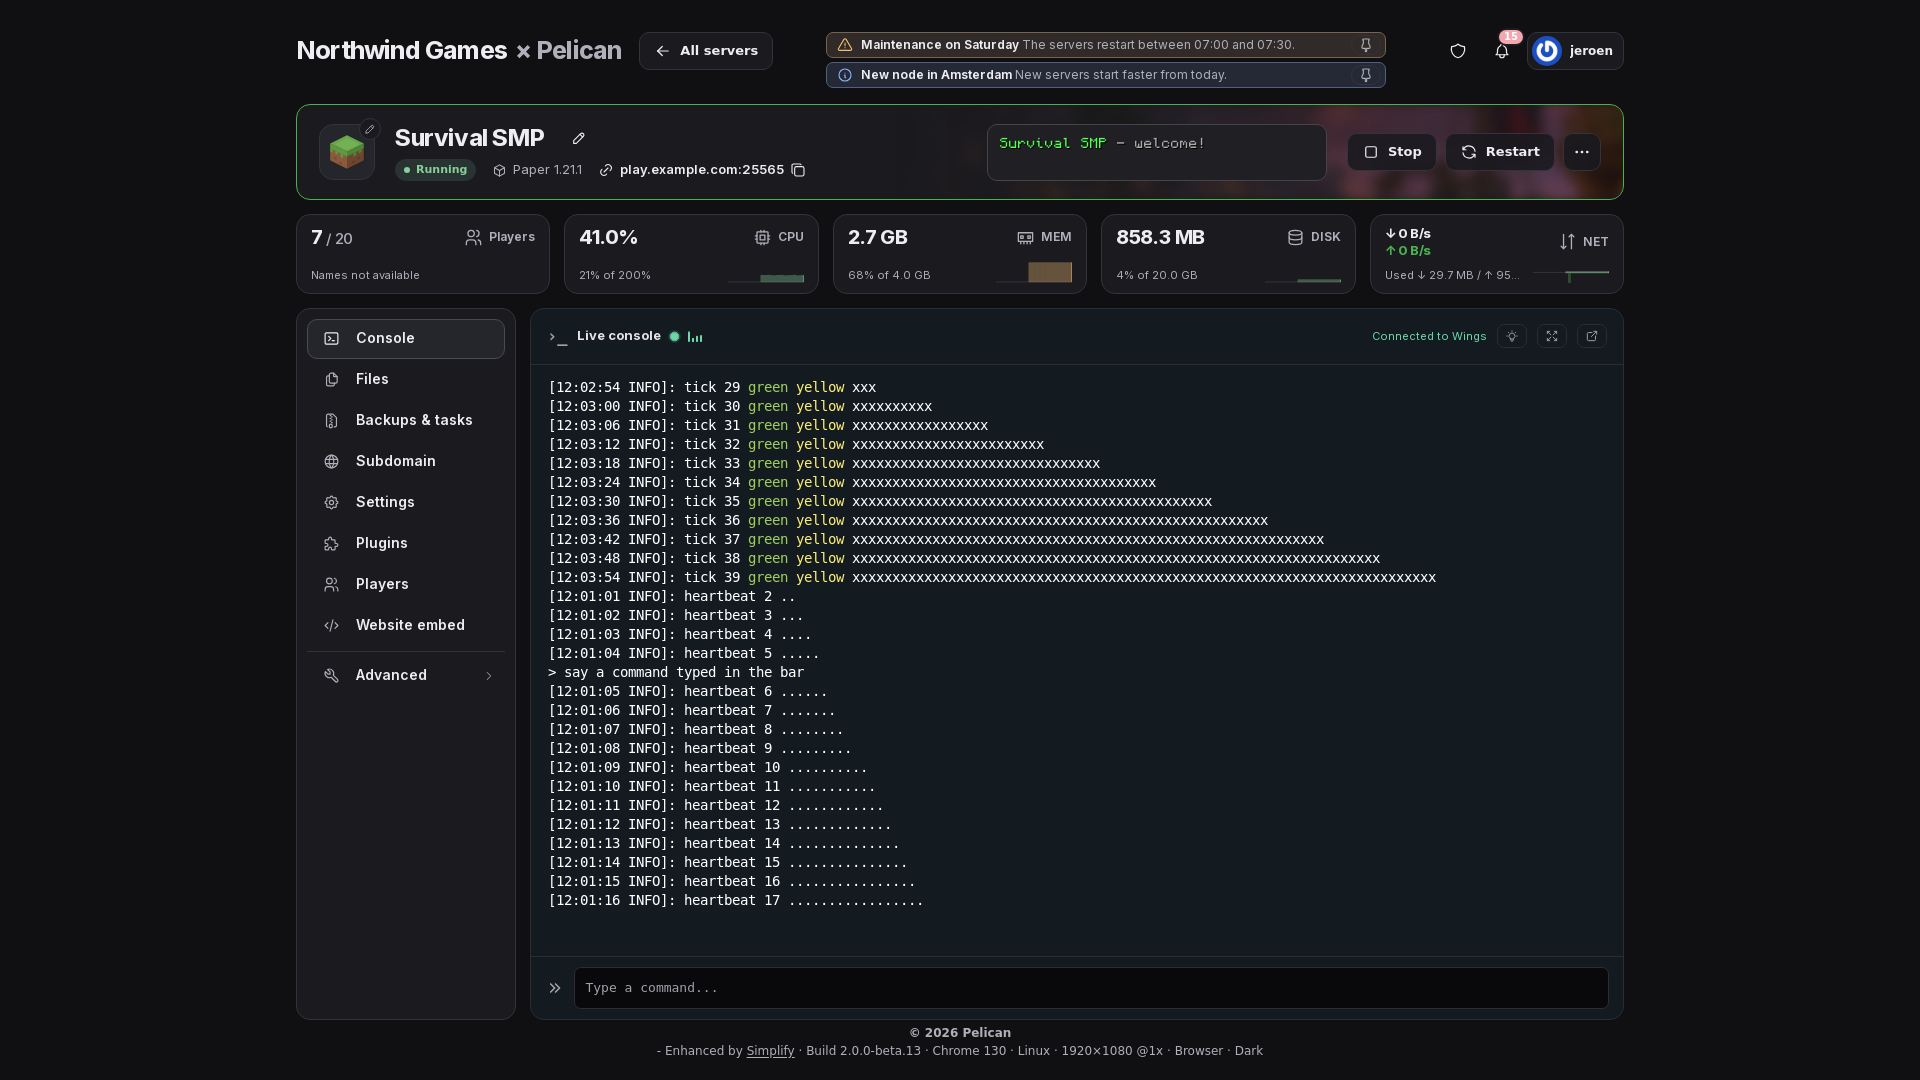 Northwind Games × Pelican
All servers
Maintenance on Saturday The servers restart between 07:00 and 07:30.
New node in Amsterdam New servers start faster from today.
15
jeroen
Survival SMP
Running
Paper 1.21.1
play.example.com:25565
Survival SMP – welcome!
Stop
Restart
7 / 20
Players
Names not available
41.0%
CPU
21% of 200%
2.7 GB
MEM
68% of 4.0 GB
858.3 MB
DISK
4% of 20.0 GB
↓ 0 B/s
↑ 0 B/s
NET
Used ↓ 29.7 MB / ↑ 95...
Console
Files
Backups & tasks
Subdomain
Settings
Plugins
Players
Website embed
Advanced
Live console
Connected to Wings
[12:02:54 INFO]: tick 29 green yellow xxx
[12:03:00 INFO]: tick 30 green yellow xxxxxxxxxx
[12:03:06 INFO]: tick 31 green yellow xxxxxxxxxxxxxxxxx
[12:03:12 INFO]: tick 32 green yellow xxxxxxxxxxxxxxxxxxxxxxxx
[12:03:18 INFO]: tick 33 green yellow xxxxxxxxxxxxxxxxxxxxxxxxxxxxxxx
[12:03:24 INFO]: tick 34 green yellow xxxxxxxxxxxxxxxxxxxxxxxxxxxxxxxxxxxxxx
[12:03:30 INFO]: tick 35 green yellow xxxxxxxxxxxxxxxxxxxxxxxxxxxxxxxxxxxxxxxxxxxxx
[12:03:36 INFO]: tick 36 green yellow xxxxxxxxxxxxxxxxxxxxxxxxxxxxxxxxxxxxxxxxxxxxxxxxxxxx
[12:03:42 INFO]: tick 37 green yellow xxxxxxxxxxxxxxxxxxxxxxxxxxxxxxxxxxxxxxxxxxxxxxxxxxxxxxxxxxx
[12:03:48 INFO]: tick 38 green yellow xxxxxxxxxxxxxxxxxxxxxxxxxxxxxxxxxxxxxxxxxxxxxxxxxxxxxxxxxxxxxxxxxx
[12:03:54 INFO]: tick 39 green yellow xxxxxxxxxxxxxxxxxxxxxxxxxxxxxxxxxxxxxxxxxxxxxxxxxxxxxxxxxxxxxxxxxxxxxxxxx
[12:01:01 INFO]: heartbeat 2 ..
[12:01:02 INFO]: heartbeat 3 ...
[12:01:03 INFO]: heartbeat 4 ....
[12:01:04 INFO]: heartbeat 5 .....
> say a command typed in the bar
[12:01:05 INFO]: heartbeat 6 ......
[12:01:06 INFO]: heartbeat 7 .......
[12:01:07 INFO]: heartbeat 8 ........
[12:01:08 INFO]: heartbeat 9 .........
[12:01:09 INFO]: heartbeat 10 ..........
[12:01:10 INFO]: heartbeat 11 ...........
[12:01:11 INFO]: heartbeat 12 ............
[12:01:12 INFO]: heartbeat 13 .............
[12:01:13 INFO]: heartbeat 14 ..............
[12:01:14 INFO]: heartbeat 15 ...............
[12:01:15 INFO]: heartbeat 16 ................
[12:01:16 INFO]: heartbeat 17 .................
Type a command...
© 2026 Pelican
- Enhanced by Simplify · Build 2.0.0-beta.13 · Chrome 130 · Linux · 1920×1080 @1x · Browser · Dark